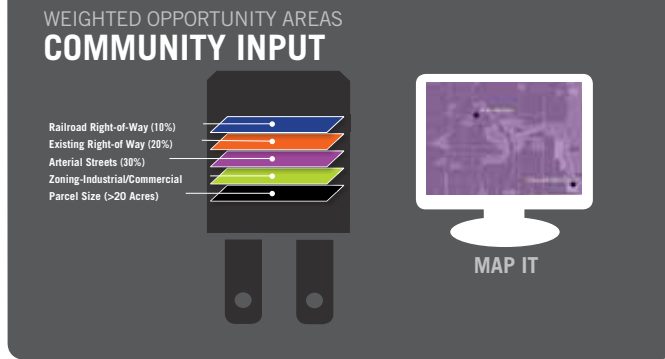 WEIGHTED OPPORTUNITY AREAS
COMMUNITY INPUT
Railroad Right-of-Way (10%)
Existing Right-of Way (20%)
Arterial Streets (30%)
Zoning-Industrial/Commercial
Parcel Size (>20 Acres)
MAP IT